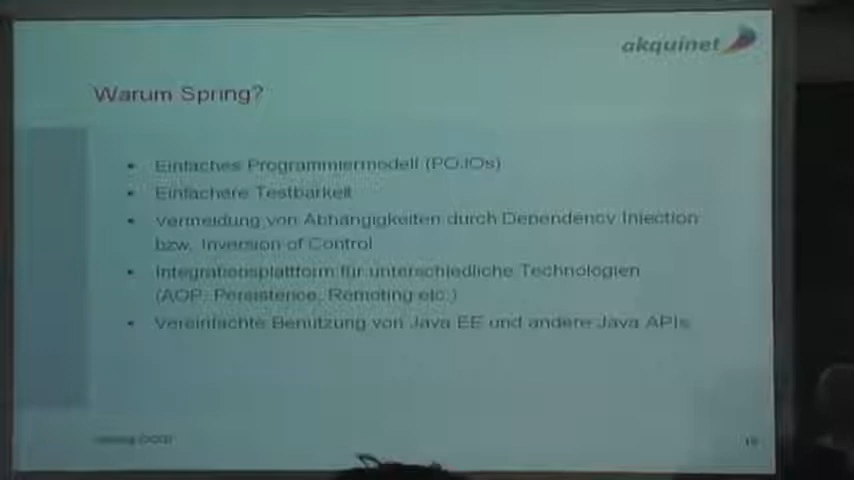 akquinet
Warum Spring?
• Einfaches Programmiermodell (POJOs)
• Einfachere Testbarkeit
• Vermeidung von Abhängigkeiten durch Dependency Injection
bzw. Inversion of Control
• Integrationsplattform für unterschiedliche Technologien
(AOP, Persistence, Remoting etc.)
• Vereinfachte Benutzung von Java EE und andere Java APIs